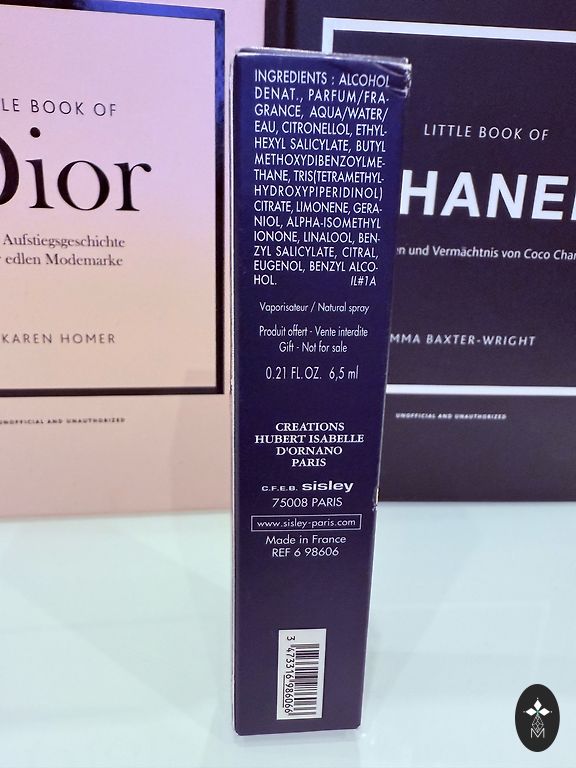 LE BOOK OF
Dior
Aufstiegsgeschichte
edlen Modemarke
KAREN HOMER
UNOFFICIAL AND UNAUTHORIZED
INGREDIENTS : ALCOHOL
DENAT., PARFUM/FRA-
GRANCE, AQUA/WATER/
EAU, CITRONELLOL, ETHYL-
HEXYL SALICYLATE, BUTYL
METHOXYDIBENZOYLME-
THANE, TRIS(TETRAMETHYL-
HYDROXYPIPERIDINOL)
CITRATE, LIMONENE, GERA-
NIOL, ALPHA-ISOMETHYL
IONONE, LINALOOL, BEN-
ZYL SALICYLATE, CITRAL,
EUGENOL, BENZYL ALCO-
HOL. IL#1A
Vaporisateur / Natural spray
Produit offert - Vente interdite
Gift - Not for sale
0.21 FL.OZ. 6,5 ml
CREATIONS
HUBERT ISABELLE
D'ORNANO
PARIS
C.F.E.B. sisley
75008 PARIS
www.sisley-paris.com
Made in France
REF 6 98606
3 473316 986066
LITTLE BOOK OF
HANEL
en und Vermächtnis von Coco Chan
MMA BAXTER-WRIGHT
UNOFFICIAL AND UNAUTHORIZED
M